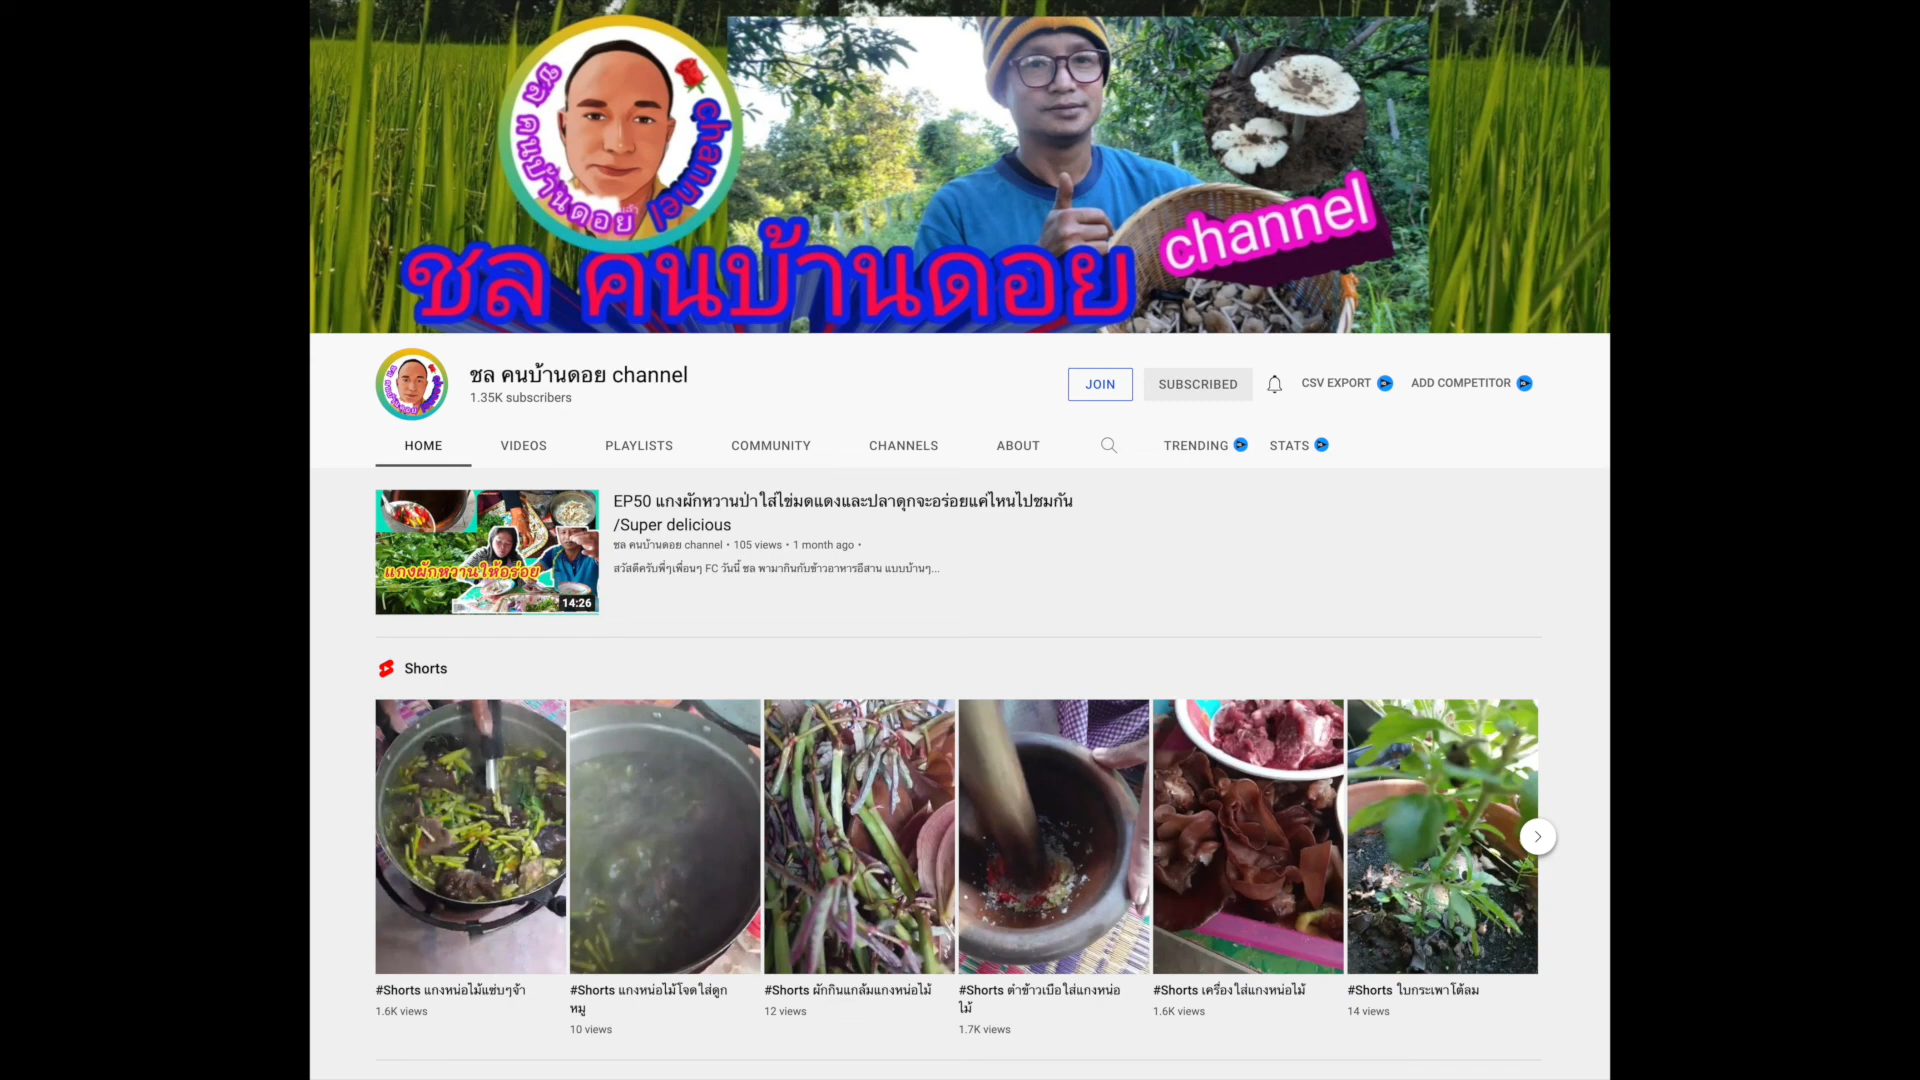 ชล คนบ้านดอย channel
ชล คนบ้านดอย
channel
ชล คนบ้านดอย channel
1.35K subscribers
JOIN
SUBSCRIBED
CSV EXPORT
ADD COMPETITOR
HOME
VIDEOS
PLAYLISTS
COMMUNITY
CHANNELS
ABOUT
TRENDING
STATS
แกงผักหวานให้อร่อย
14:26
EP50 แกงผักหวานป่าใส่ไข่มดแดงและปลาดุกจะอร่อยแค่ไหนไปชมกัน
/Super delicious
ชล คนบ้านดอย channel • 105 views • 1 month ago •
สวัสดีครับพี่ๆเพื่อนๆ FC วันนี้ ชล พามากินกับข้าวอาหารอีสาน แบบบ้านๆ...
Shorts
#Shorts แกงหน่อไม้แซ่บๆจ้า
1.6K views
#Shorts แกงหน่อไม้โจดใส่ดูก
หมู
10 views
#Shorts ผักกินแกล้มแกงหน่อไม้
12 views
#Shorts ตำข้าวเบือใส่แกงหน่อ
ไม้
1.7K views
#Shorts เครื่องใส่แกงหน่อไม้
1.6K views
#Shorts ใบกระเพาโต้ลม
14 views